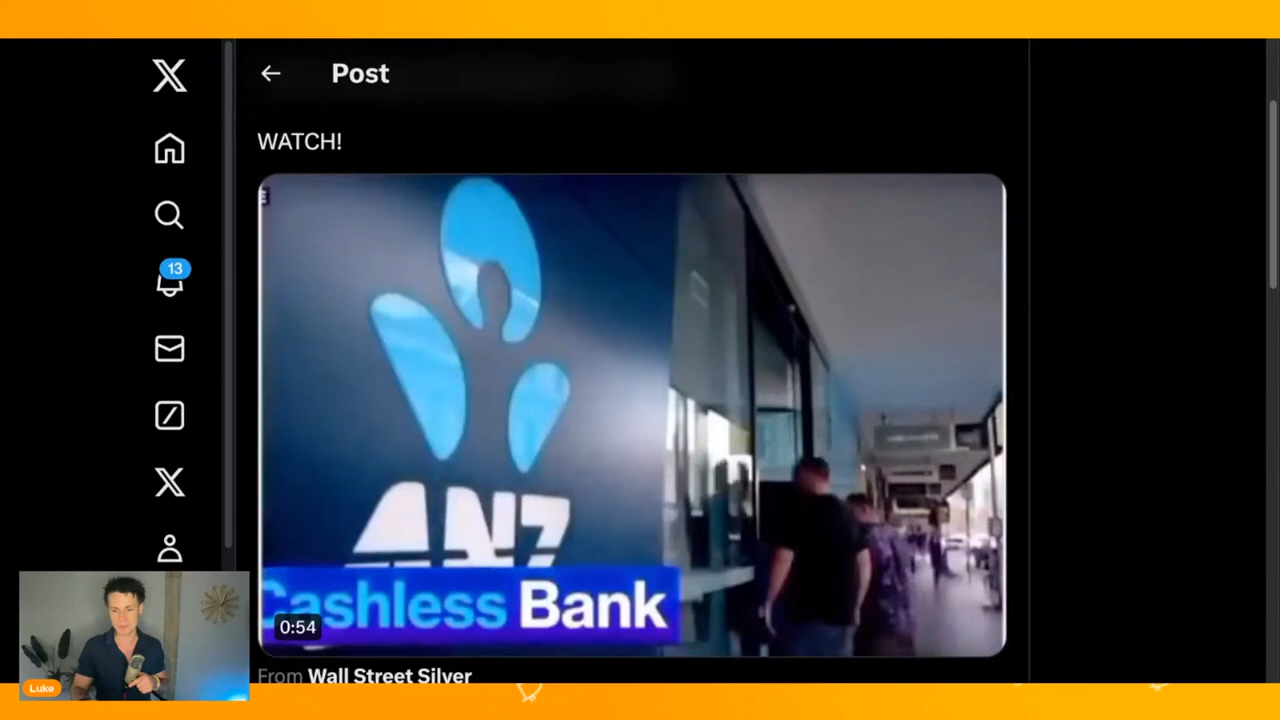 Post
WATCH!
13
ANZ
Cashless Bank
0:54
From Wall Street Silver
Luke